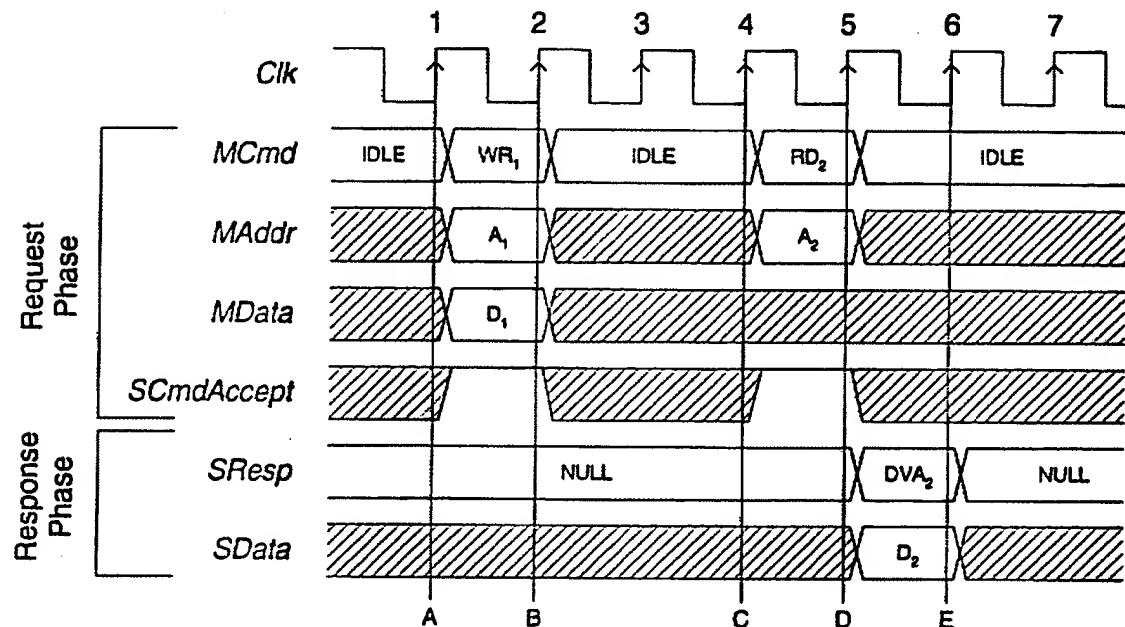 1 2 3 4 5 6 7
Clk
Request Phase
MCmd IDLE WR₁ IDLE RD₂ IDLE
MAddr A₁ A₂
MData D₁
SCmdAccept
Response Phase
SResp NULL DVA₂ NULL
SData D₂
A B C D E